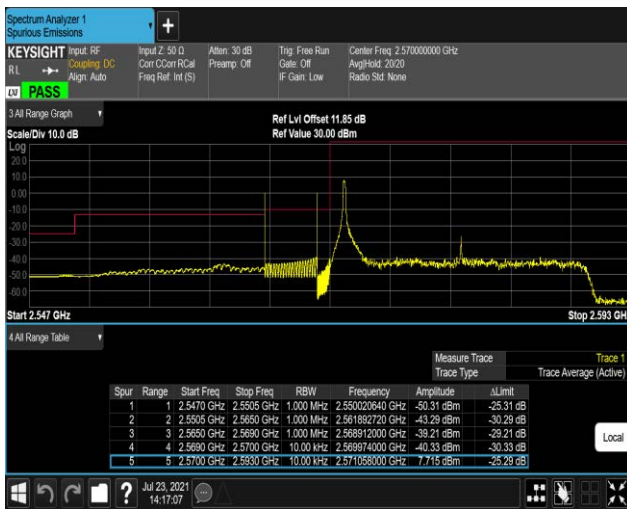 Spectrum Analyzer 1
Spurious Emissions
KEYSIGHT Input: RF Input Z: 50 Ω Atten: 30 dB Trig: Free Run Center Freq: 2.570000000 GHz
Coupling: DC Corr CCorr RCal Preamp: Off Gate: Off Avg|Hold: 20/20
RL Align: Auto Freq Ref: Int (S) IF Gain: Low Radio Std: None
LXI PASS
3 All Range Graph
Ref Lvl Offset 11.85 dB
Scale/Div 10.0 dB Ref Value 30.00 dBm
Log
20.0
10.0
0.00
-10.0
-20.0
-30.0
-40.0
-50.0
-60.0
Start 2.547 GHz Stop 2.593 GH
4 All Range Table
Measure Trace Trace 1
Trace Type Trace Average (Active)
Spur Range Start Freq Stop Freq RBW Frequency Amplitude ΔLimit
1 1 2.5470 GHz 2.5505 GHz 1.000 MHz 2.550020640 GHz -50.31 dBm -25.31 dB
2 2 2.5505 GHz 2.5650 GHz 1.000 MHz 2.561892720 GHz -43.29 dBm -30.29 dB
3 3 2.5650 GHz 2.5690 GHz 1.000 MHz 2.568912000 GHz -39.21 dBm -29.21 dB
4 4 2.5690 GHz 2.5700 GHz 10.00 kHz 2.569974000 GHz -40.33 dBm -30.33 dB
5 5 2.5700 GHz 2.5930 GHz 10.00 kHz 2.571058000 GHz 7.715 dBm -25.29 dB
Local
Jul 23, 2021
14:17:07